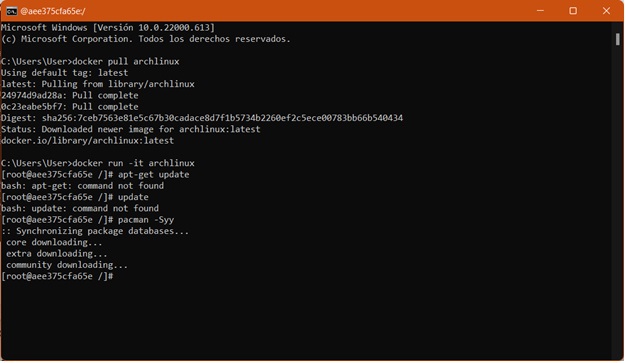 @aee375cfa65e:/
Microsoft Windows [Versión 10.0.22000.613]
(c) Microsoft Corporation. Todos los derechos reservados.
C:\Users\User>docker pull archlinux
Using default tag: latest
latest: Pulling from library/archlinux
24974d9ad28a: Pull complete
0c23eabe5bf7: Pull complete
Digest: sha256:7ceb7563e81e5c67b30cadace8d7f1b5734b2260ef2c5ece00783bb66b540434
Status: Downloaded newer image for archlinux:latest
docker.io/library/archlinux:latest
C:\Users\User>docker run -it archlinux
[root@aee375cfa65e /]# apt-get update
bash: apt-get: command not found
[root@aee375cfa65e /]# update
bash: update: command not found
[root@aee375cfa65e /]# pacman -Syy
:: Synchronizing package databases...
 core downloading...
 extra downloading...
 community downloading...
[root@aee375cfa65e /]#